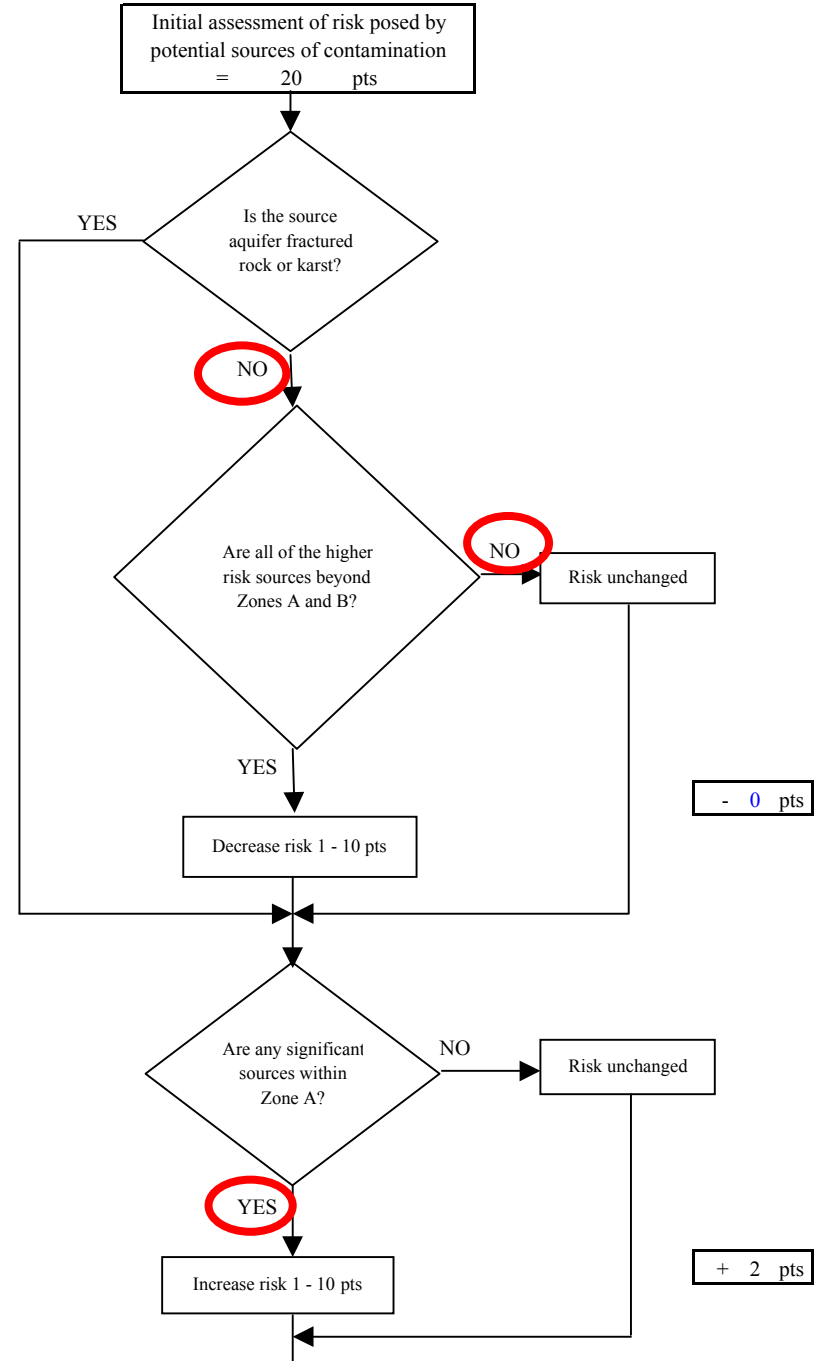 Initial assessment of risk posed by
potential sources of contamination
= 20 pts
Is the source
aquifer fractured
rock or karst?
YES
NO
Are all of the higher
risk sources beyond
Zones A and B?
NO
Risk unchanged
YES
- 0 pts
Decrease risk 1 - 10 pts
Are any significant
sources within
Zone A?
NO
Risk unchanged
YES
+ 2 pts
Increase risk 1 - 10 pts